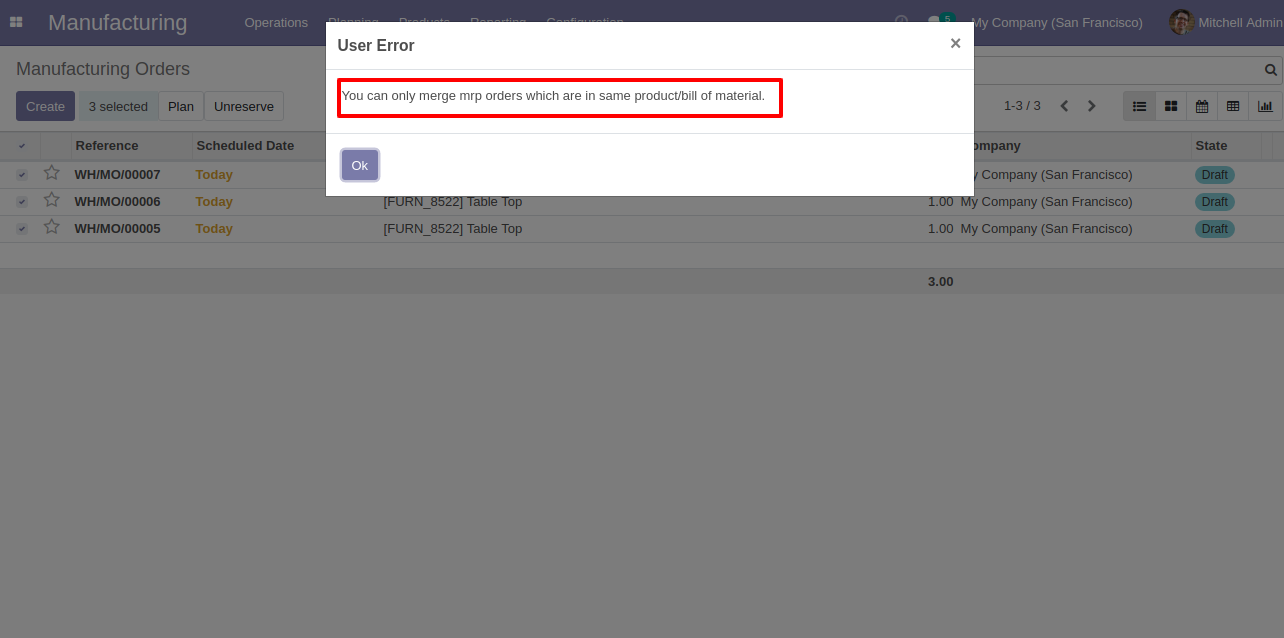 Manufacturing Operations Planning Products Reporting Configuration 5 My Company (San Francisco) Mitchell Admin
User Error ×
Manufacturing Orders
You can only merge mrp orders which are in same product/bill of material.
Create 3 selected Plan Unreserve 1-3 / 3
Reference Scheduled Date ompany State
Ok
WH/MO/00007 Today y Company (San Francisco) Draft
WH/MO/00006 Today [FURN_8522] Table Top 1.00 My Company (San Francisco) Draft
WH/MO/00005 Today [FURN_8522] Table Top 1.00 My Company (San Francisco) Draft
3.00